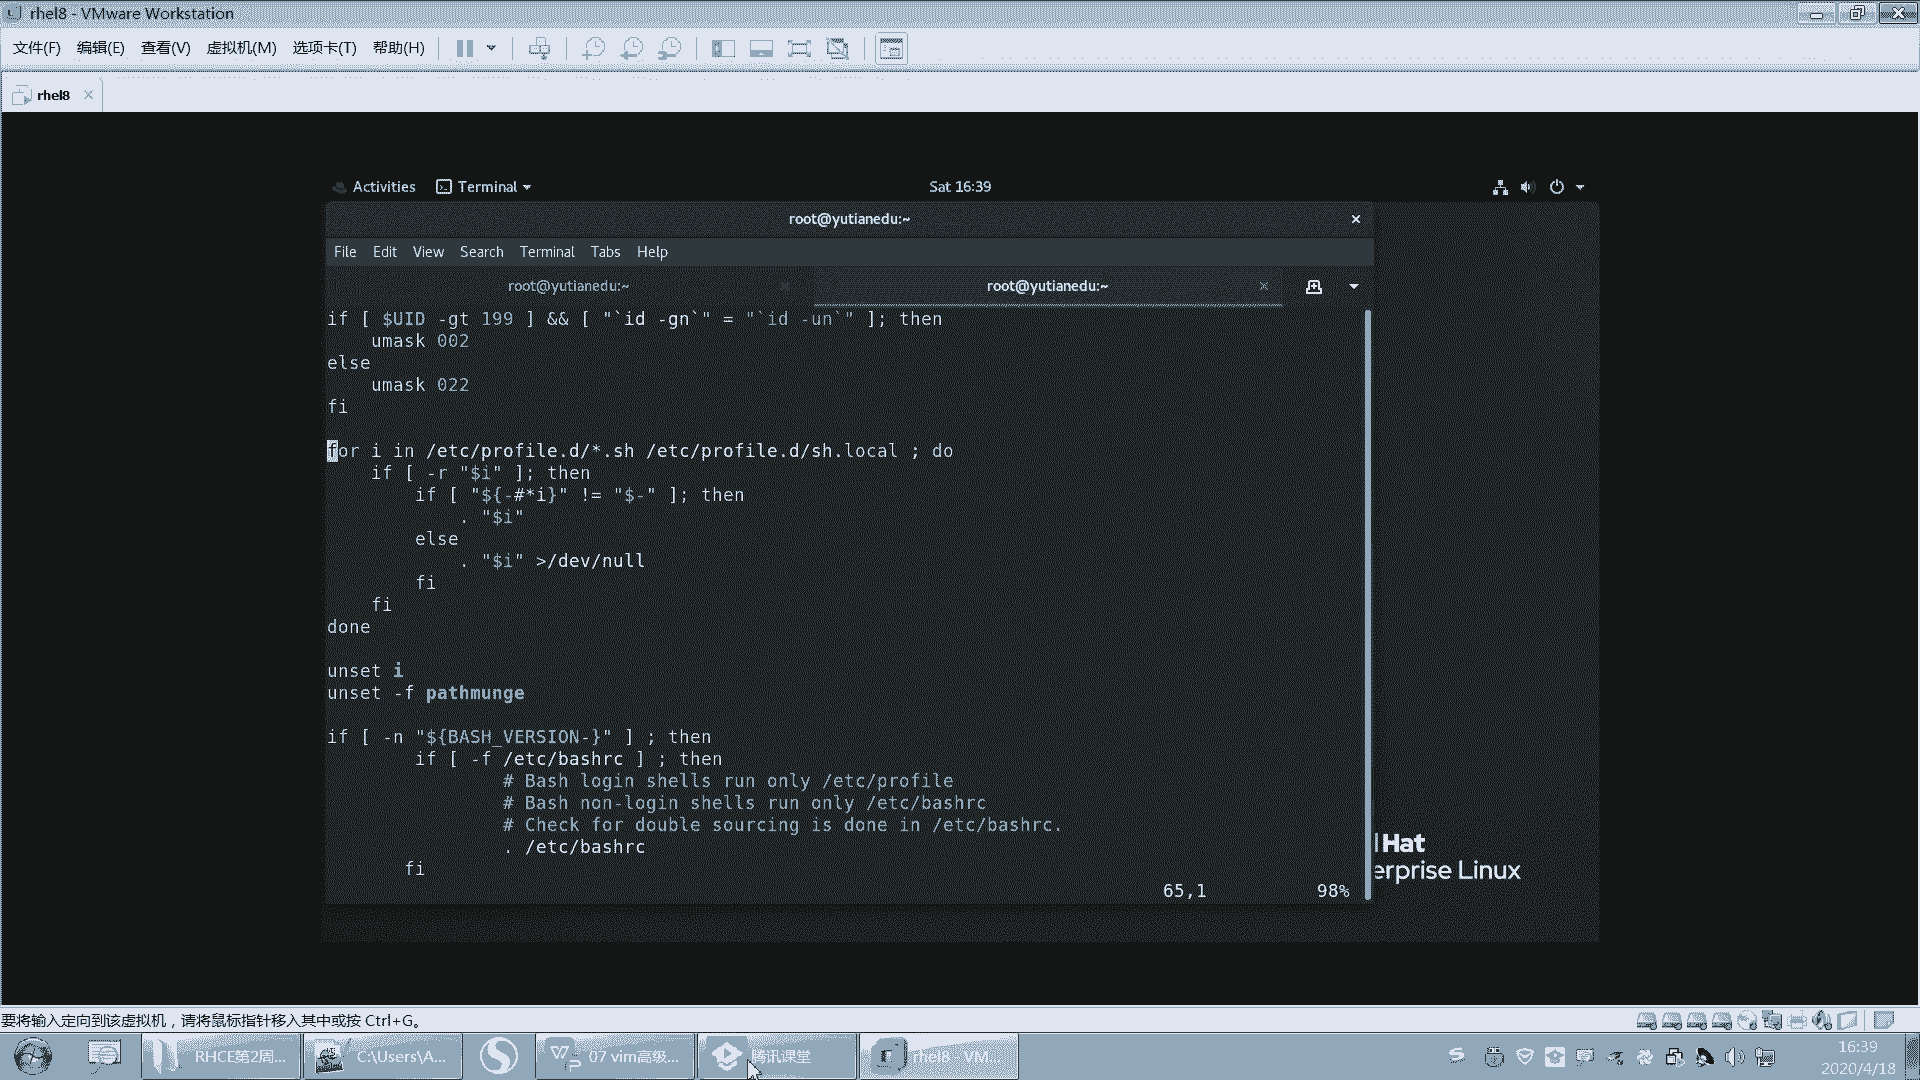 rhel8 - VMware Workstation
文件(F) 编辑(E) 查看(V) 虚拟机(M) 选项卡(T) 帮助(H)
rhel8
Activities Terminal Sat 16:39
root@yutianedu:~
File Edit View Search Terminal Tabs Help
root@yutianedu:~ root@yutianedu:~
if [ $UID -gt 199 ] && [ "`id -gn`" = "`id -un`" ]; then
    umask 002
else
    umask 022
fi
for i in /etc/profile.d/*.sh /etc/profile.d/sh.local ; do
    if [ -r "$i" ]; then
        if [ "${-#*i}" != "$-" ]; then
            . "$i"
        else
            . "$i" >/dev/null
        fi
    fi
done
unset i
unset -f pathmunge
if [ -n "${BASH_VERSION-}" ] ; then
        if [ -f /etc/bashrc ] ; then
                # Bash login shells run only /etc/profile
                # Bash non-login shells run only /etc/bashrc
                # Check for double sourcing is done in /etc/bashrc.
                . /etc/bashrc
       fi
65,1 98%
Hat
erprise Linux
要将输入定向到该虚拟机，请将鼠标指针移入其中或按 Ctrl+G。
RHCE第2周... C:\Users\A... 07 vim高级... 腾讯课堂 rhel8 - VM... 16:39
2020/4/18